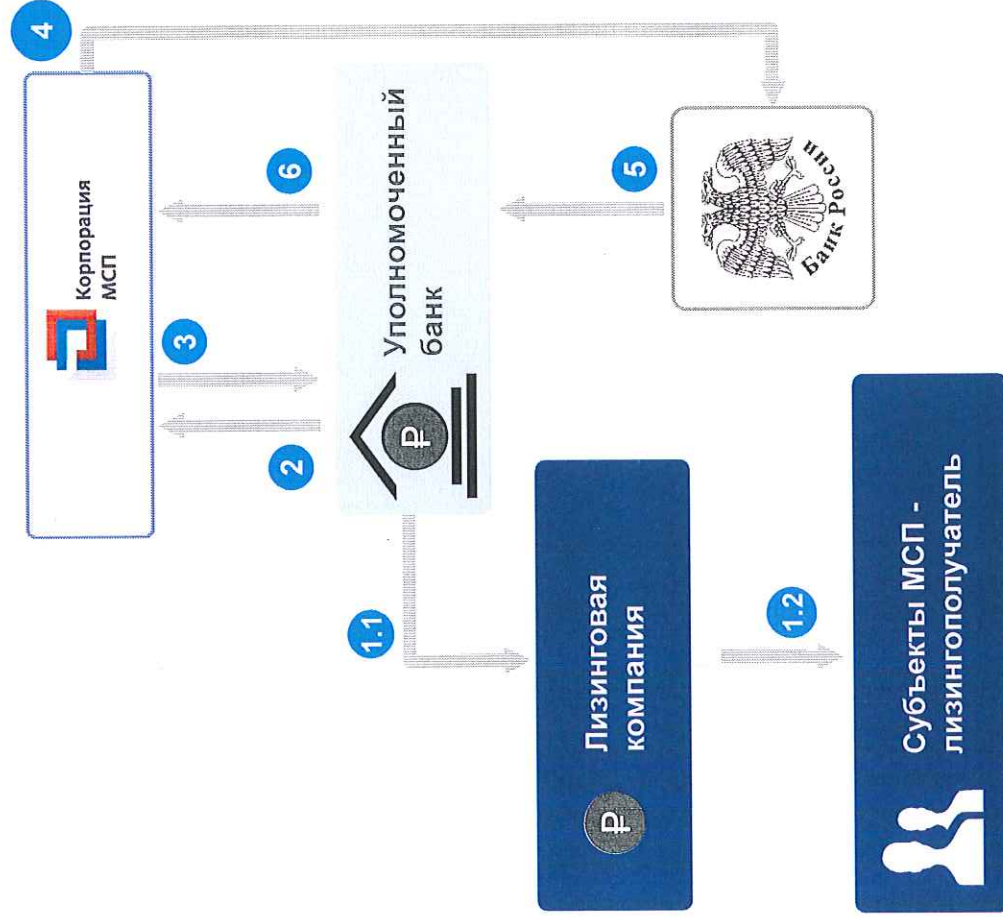 4
Корпорация
МСП
6
3
2
Уполномоченный
банк
5
Банк России
1.1
Лизинговая
компания
1.2
Субъекты МСП -
лизингополучатель